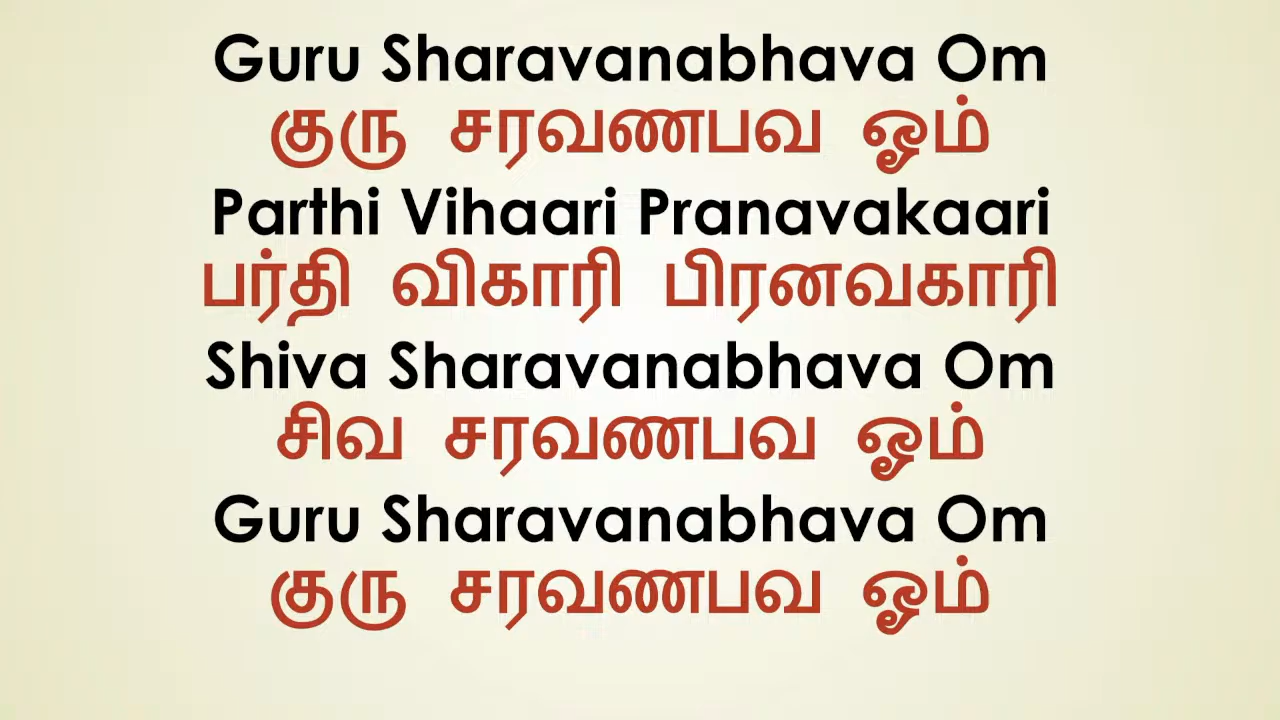 Guru Sharavanabhava Om
குரு சரவணபவ ஓம்
Parthi Vihaari Pranavakaari
பர்தி விகாரி பிரனவகாரி
Shiva Sharavanabhava Om
சிவ சரவணபவ ஓம்
Guru Sharavanabhava Om
குரு சரவணபவ ஓம்